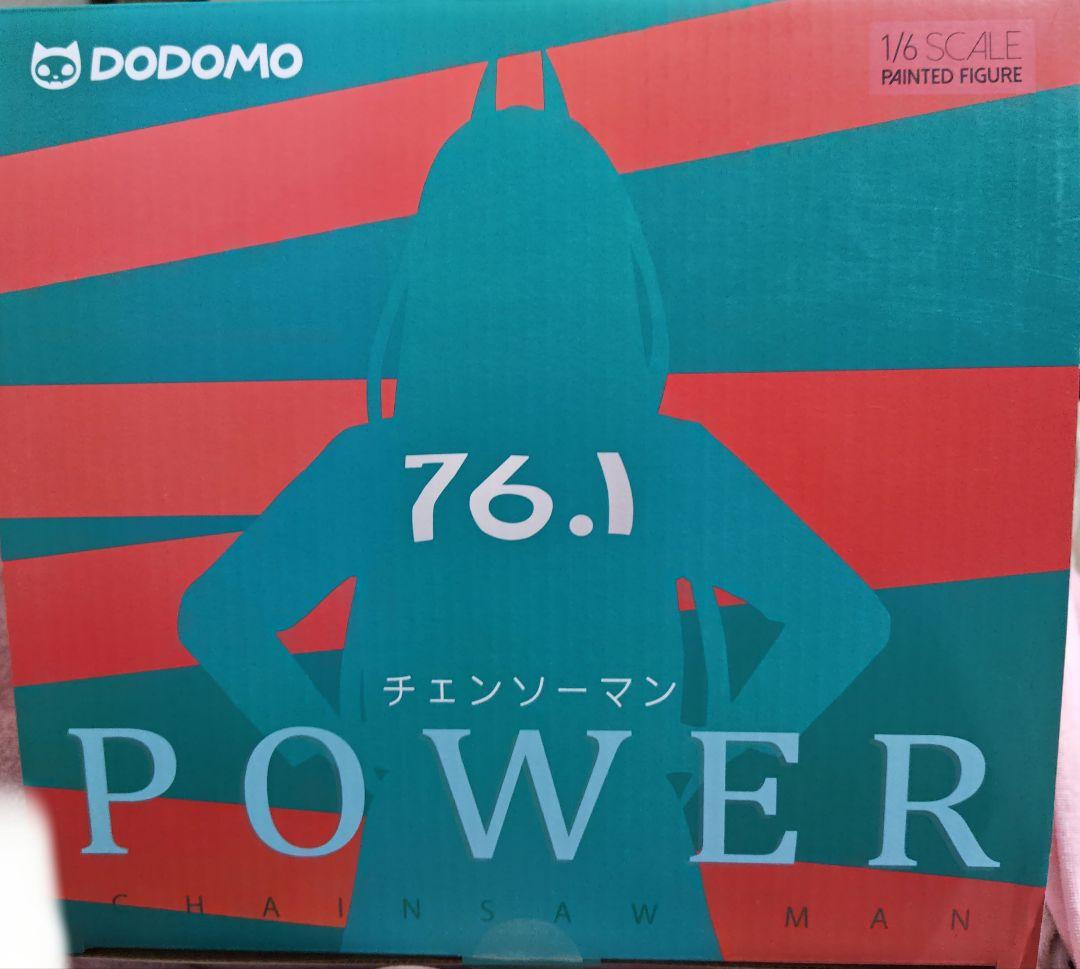 DODOMO
1/6 SCALE
PAINTED FIGURE
76.1
チェンソーマン
POWER
CHAINSAW MAN